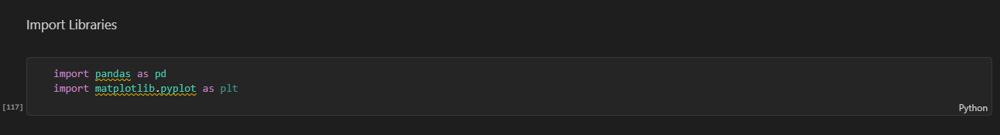 Import Libraries
import pandas as pd
import matplotlib.pyplot as plt
[117]
Python